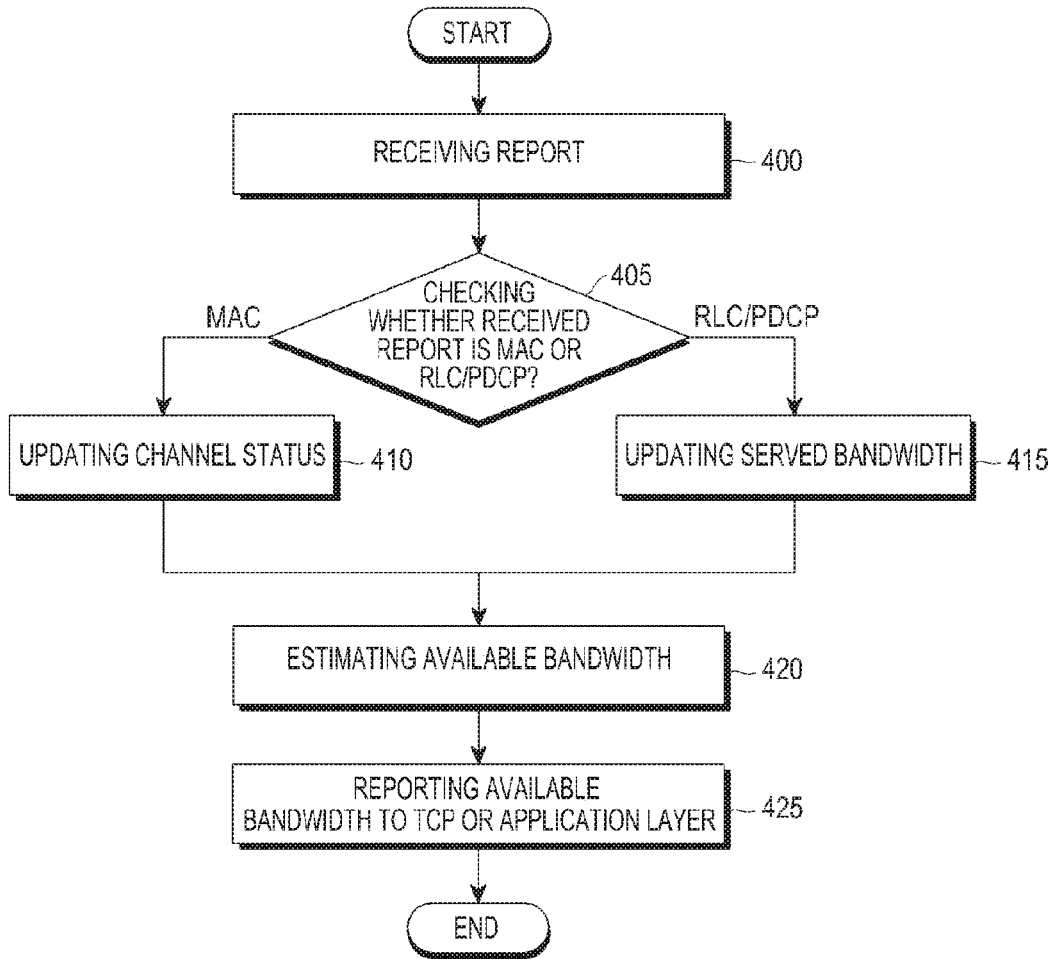 START
RECEIVING REPORT
400
405
CHECKING
WHETHER RECEIVED
REPORT IS MAC OR
RLC/PDCP?
MAC
RLC/PDCP
UPDATING CHANNEL STATUS
410
UPDATING SERVED BANDWIDTH
415
ESTIMATING AVAILABLE BANDWIDTH
420
REPORTING AVAILABLE
BANDWIDTH TO TCP OR APPLICATION LAYER
425
END